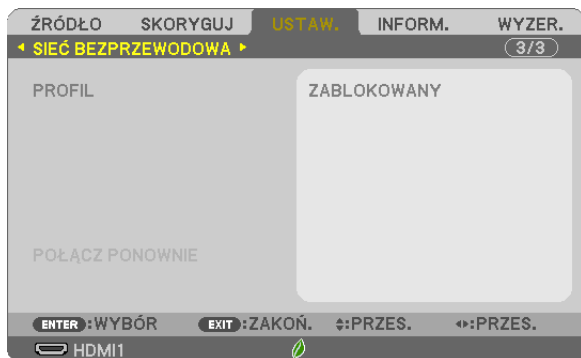 ŹRÓDŁO SKORYGUJ USTAW. INFORM. WYZER.
SIEĆ BEZPRZEWODOWA 3/3
PROFIL ZABLOKOWANY
POŁĄCZ PONOWNIE
ENTER:WYBÓR EXIT:ZAKOŃ. :PRZES. :PRZES.
HDMI1